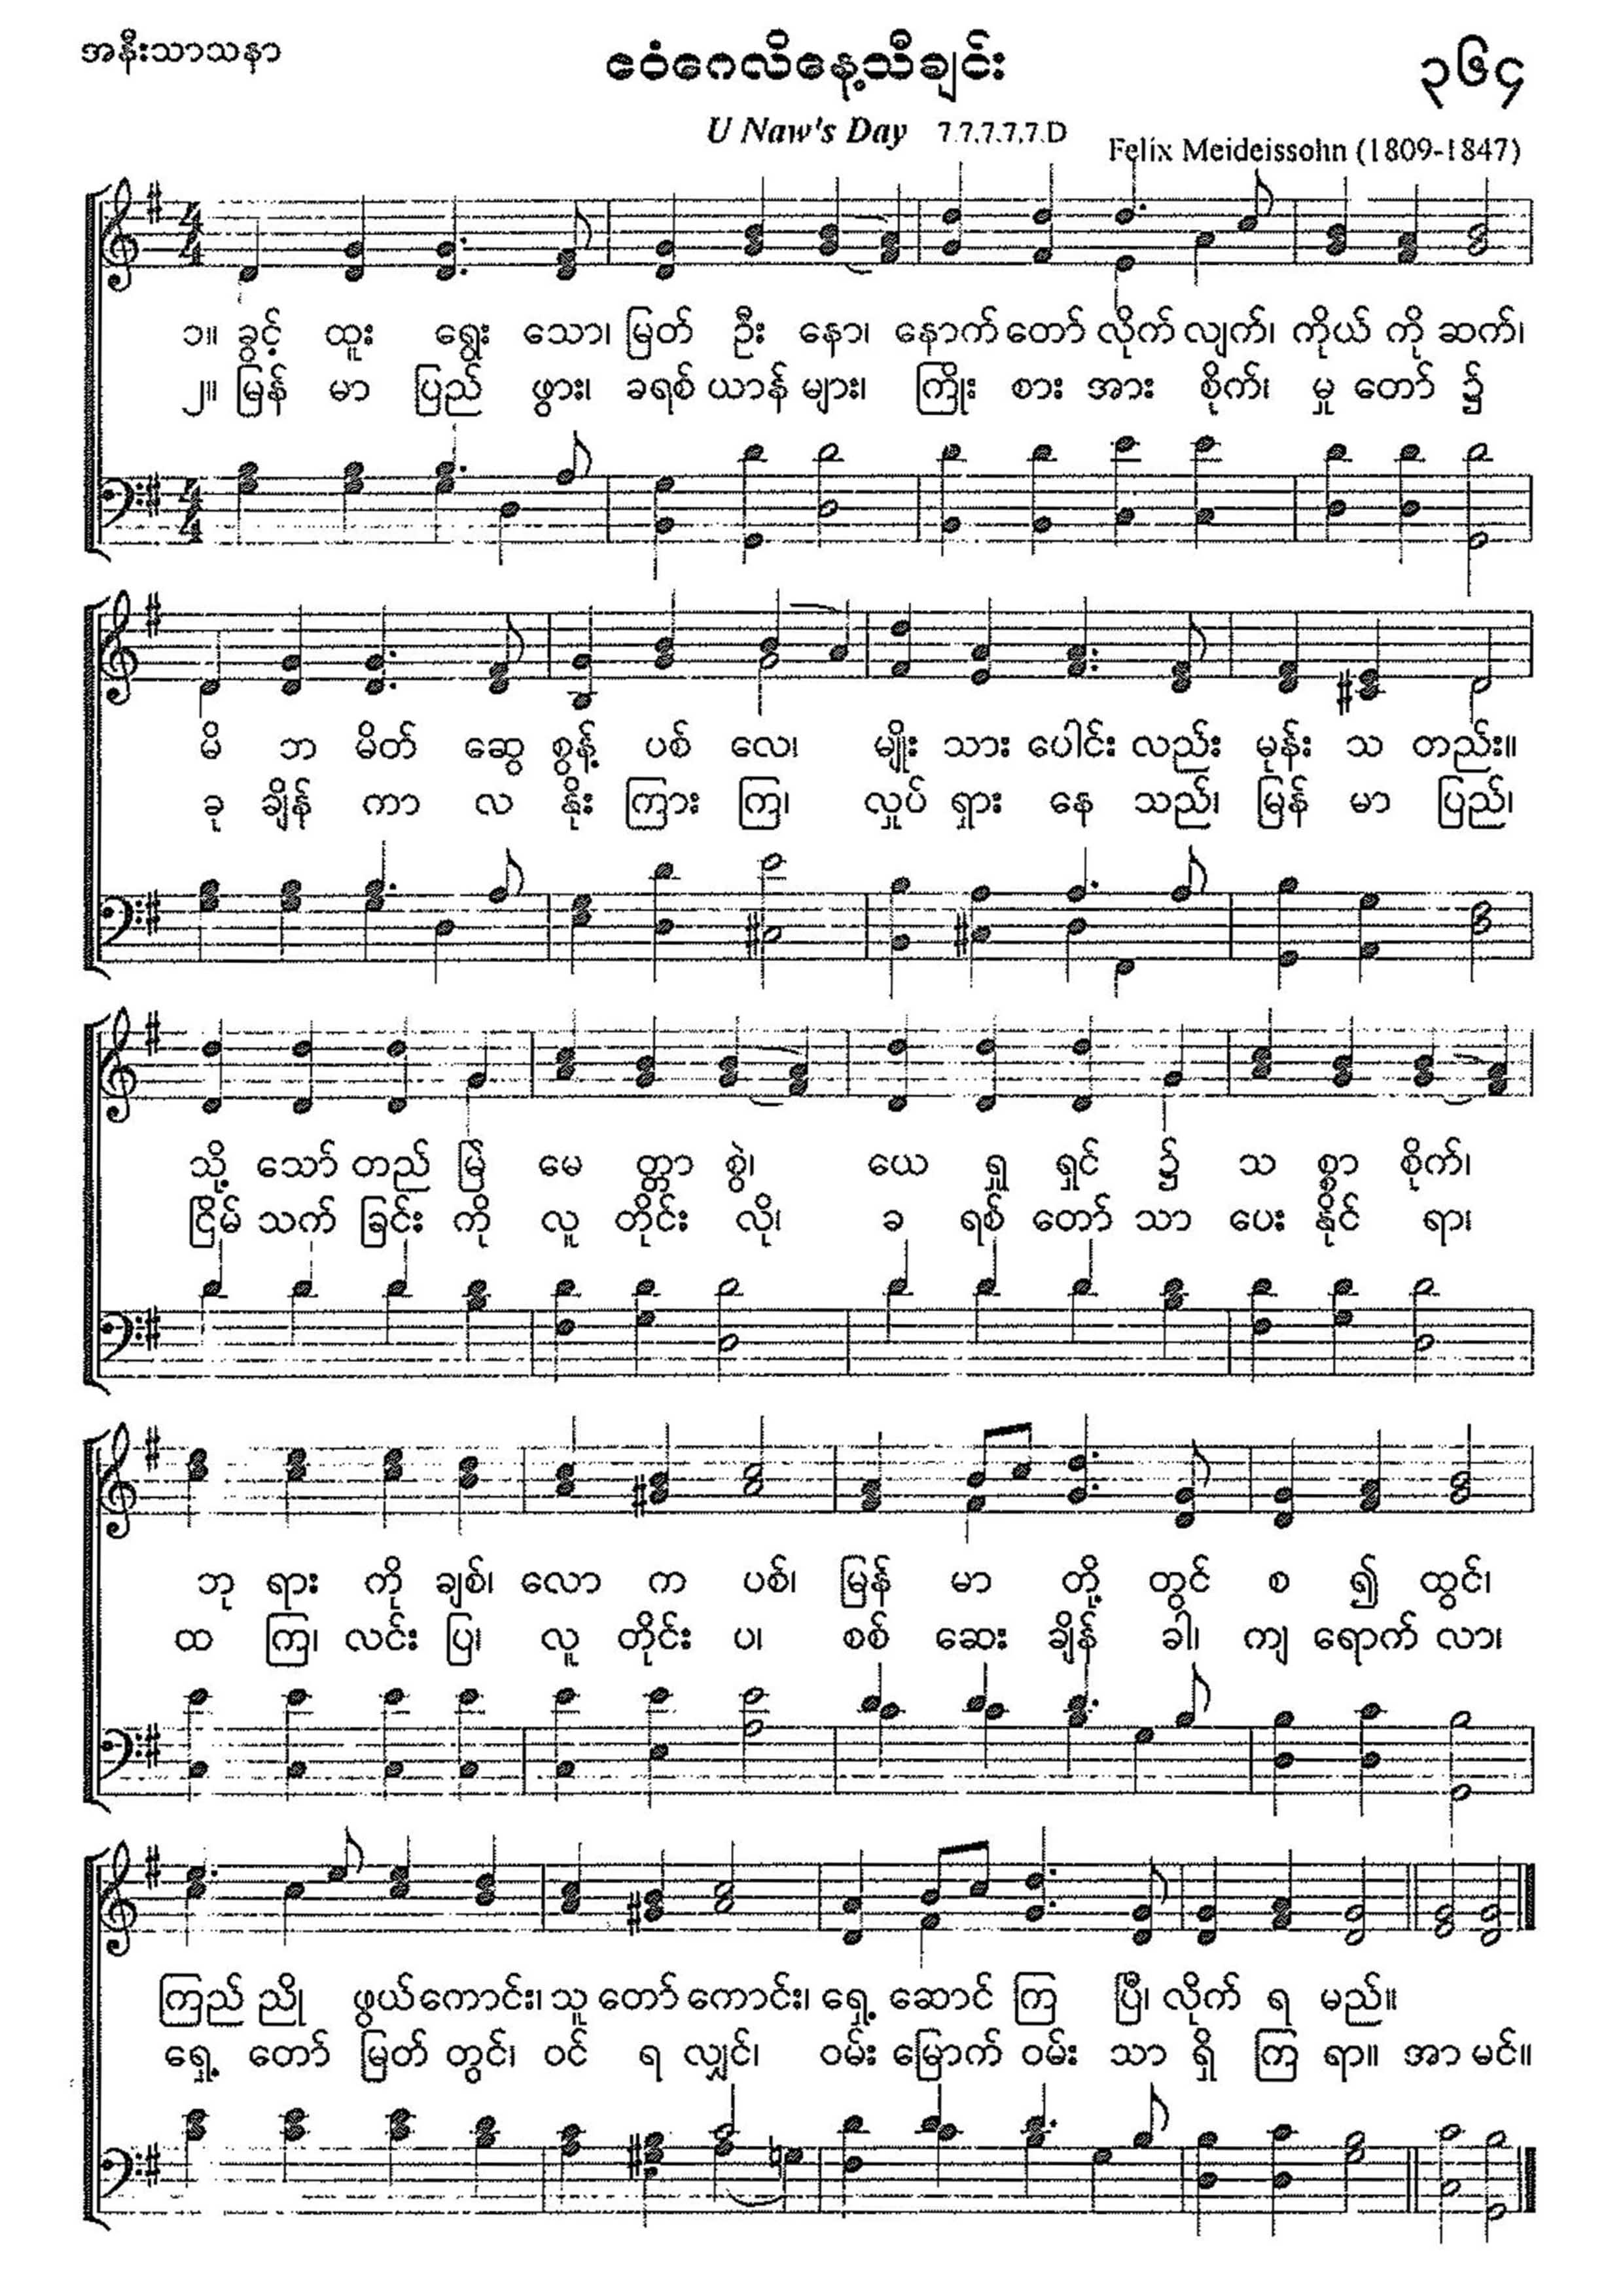 အနီးသာသနာ
ဧဝံဂေလိနေ့သီချင်း
၃၆၄
U Naw's Day 7.7,7,7,7,D
Felix Meideissohn (1809-1847)
၁။ ခွင့် ထူး ရွေး သော၊ မြတ် ဦး နော၊ နောက် တော် လိုက် လျက်၊ ကိုယ် ကို ဆက်၊
၂။ မြန် မာ ပြည် ဖွား၊ ခရစ် ယာန် များ၊ ကြိုး စား အား စိုက်၊ မှု တော် ၌
မိ ဘ မိတ် ဆွေ စွန့် ပစ် လေ၊ မျိုး သား ပေါင်း လည်း မုန်း သ တည်း။
ခု ချိန် ကာ လ နိုး ကြား ကြ၊ လှုပ် ရှား နေ သည်၊ မြန် မာ ပြည်၊
သို့ သော် တည် မြဲ မေ တ္တာ စွဲ၊ ယေ ရှု ရှင် ၌ သ စ္စာ စိုက်၊
ငြိမ် သက် ခြင်း ကို လူ တိုင်း လို၊ ခ ရစ် တော် သာ ပေး နိုင် ရာ၊
ဘု ရား ကို ချစ်၊ လော က ပစ်၊ မြန် မာ တို့ တွင် စ ၍ ထွင်၊
ထ ကြ၊ လင်း ပြ၊ လူ တိုင်း ပ၊ စစ် ဆေး ချိန် ခါ၊ ကျ ရောက် လာ၊
ကြည် ညို ဖွယ် ကောင်း၊ သူ တော် ကောင်း၊ ရှေ့ ဆောင် ကြ ပြီ၊ လိုက် ရ မည်။
ရှေ့ တော် မြတ် တွင်၊ ဝင် ရ လျှင်၊ ဝမ်း မြောက် ဝမ်း သာ ရှိ ကြ ရာ။ အာ မင်။